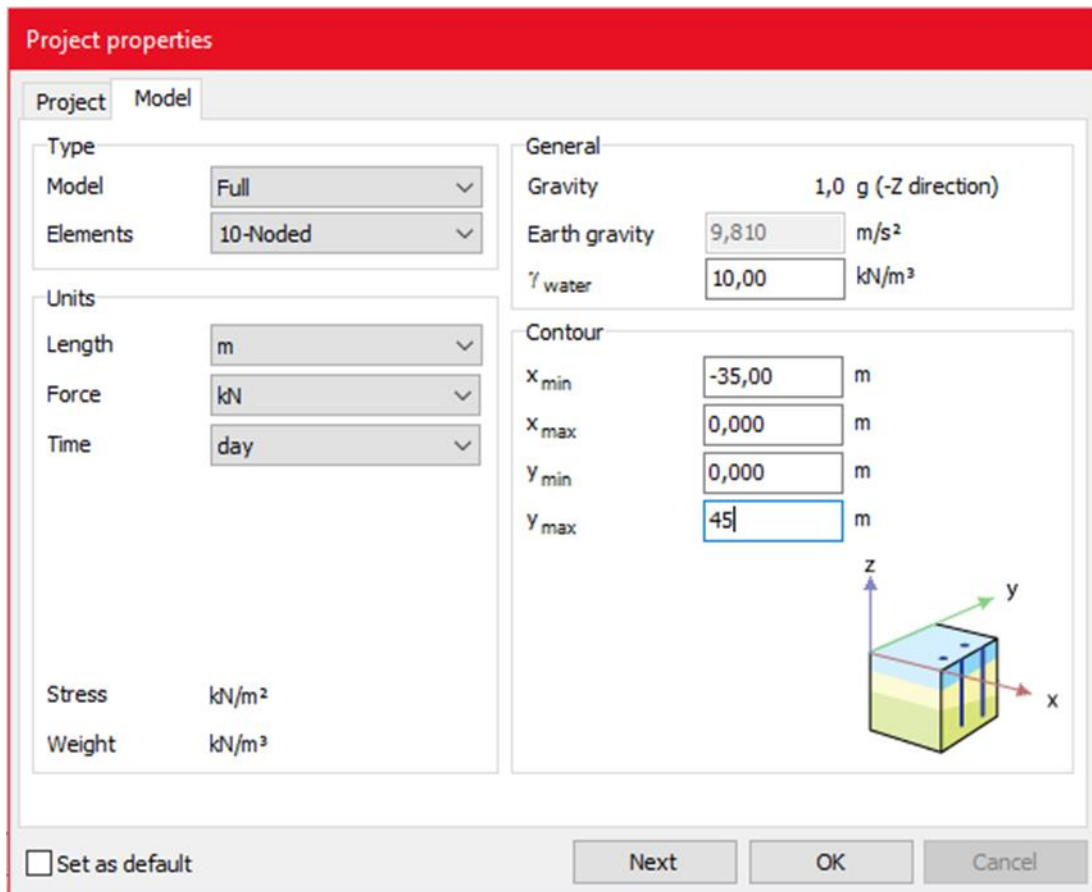 Project properties
Project Model
Type
Model Full
Elements 10-Noded
Units
Length m
Force kN
Time day
Stress kN/m²
Weight kN/m³
General
Gravity 1,0 g (-Z direction)
Earth gravity 9,810 m/s²
γ water 10,00 kN/m³
Contour
x min -35,00 m
x max 0,000 m
y min 0,000 m
y max 45 m
z
y
x
Set as default Next OK Cancel